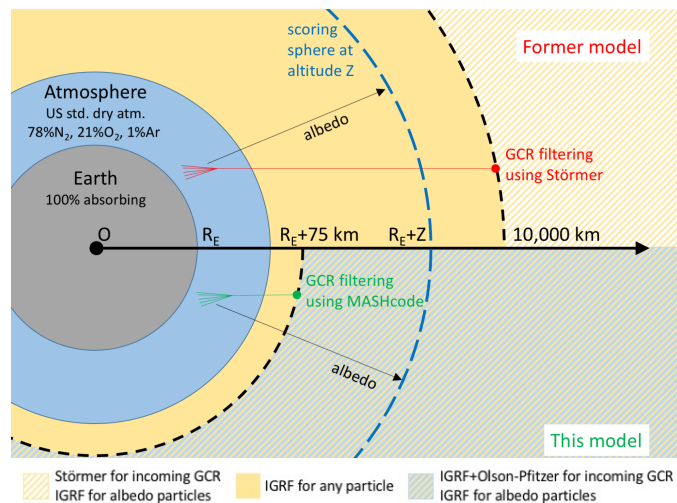 scoring
sphere at
altitude Z
Former model
Atmosphere
US std. dry atm.
78%N₂, 21%O₂, 1%Ar
albedo
GCR filtering
using Störmer
Earth
100% absorbing
O
R_E
R_E+75 km
R_E+Z
10,000 km
GCR filtering
using MASHcode
albedo
This model
Störmer for incoming GCR
IGRF for albedo particles
IGRF for any particle
IGRF+Olson-Pfitzer for incoming GCR
IGRF for albedo particles